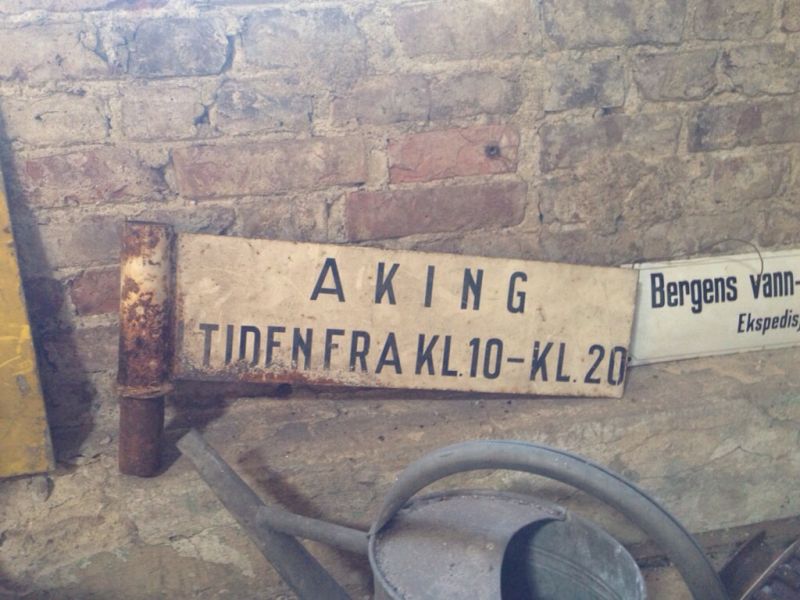 AKING
TIDEN FRA KL.10-KL.20
Bergens vann-
Ekspedis